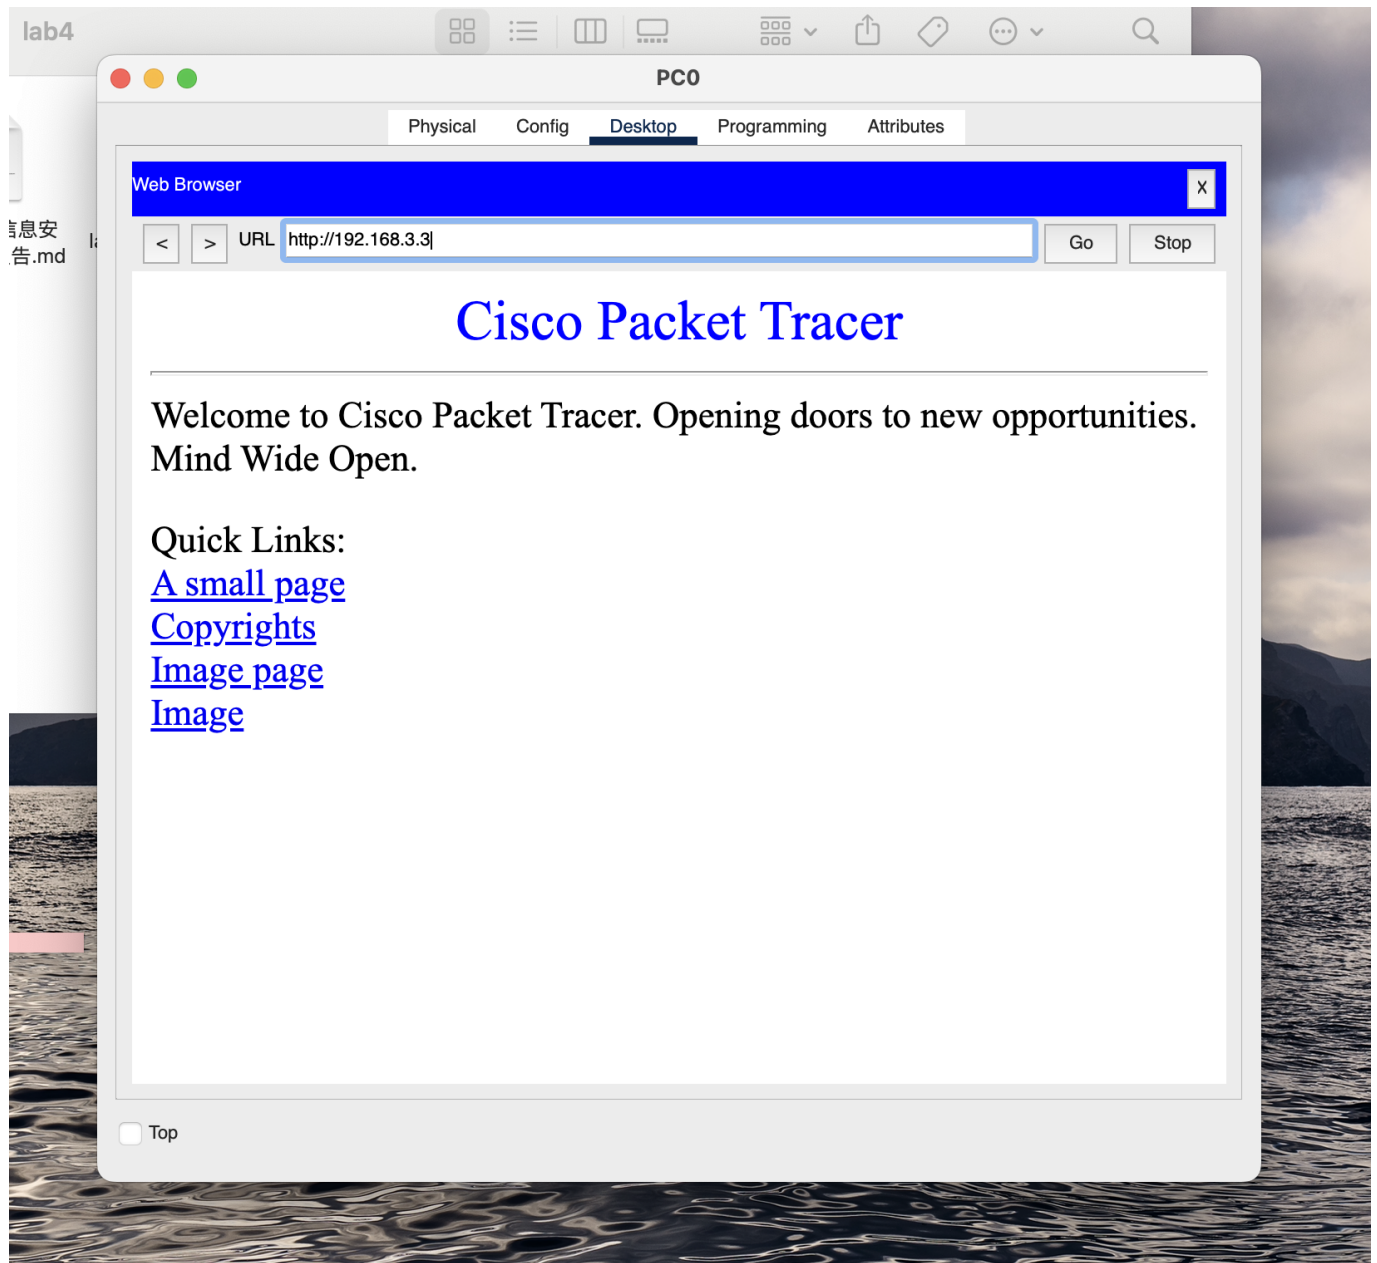 lab4
PC0
Physical Config Desktop Programming Attributes
Web Browser
X
< > URL http://192.168.3.3 Go Stop
息安
告.md
Cisco Packet Tracer
Welcome to Cisco Packet Tracer. Opening doors to new opportunities.
Mind Wide Open.
Quick Links:
A small page
Copyrights
Image page
Image
Top